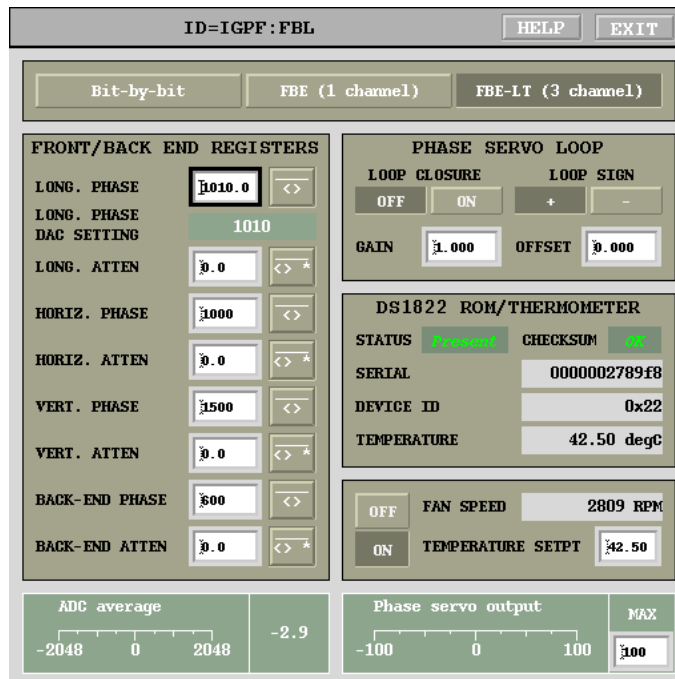 ID=IGPF:FBL HELP EXIT
Bit-by-bit FBE (1 channel) FBE-LT (3 channel)
FRONT/BACK END REGISTERS
LONG. PHASE 1010.0 <>
LONG. PHASE
DAC SETTING 1010
LONG. ATTEN 0.0 <> *
HORIZ. PHASE 1000 <>
HORIZ. ATTEN 0.0 <> *
VERT. PHASE 1500 <>
VERT. ATTEN 0.0 <> *
BACK-END PHASE 600 <>
BACK-END ATTEN 0.0 <> *
PHASE SERVO LOOP
LOOP CLOSURE LOOP SIGN
OFF ON + -
GAIN 1.000 OFFSET 0.000
DS1822 ROM/THERMOMETER
STATUS Present CHECKSUM OK
SERIAL 0000002789f8
DEVICE ID 0x22
TEMPERATURE 42.50 degC
OFF FAN SPEED 2809 RPM
ON TEMPERATURE SETPT 42.50
ADC average
-2048 0 2048
-2.9
Phase servo output
-100 0 100
MAX
100